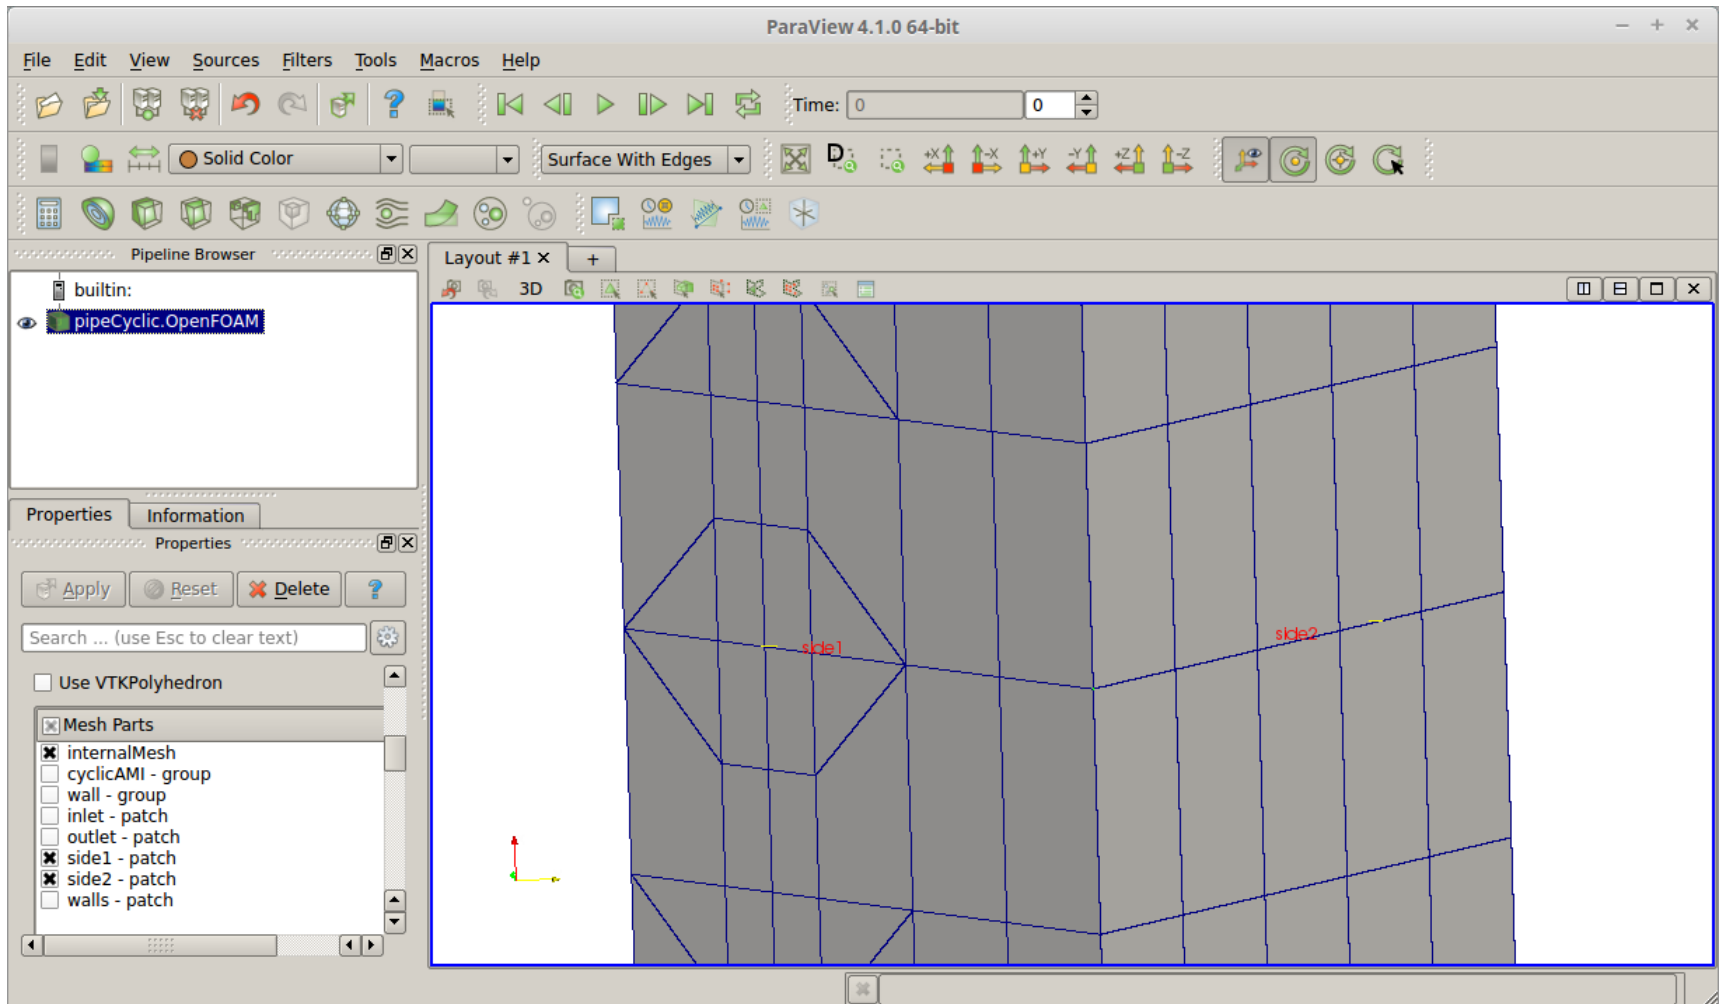 ParaView 4.1.0 64-bit
File Edit View Sources Filters Tools Macros Help
Time: 0 0
Solid Color Surface With Edges D +X -X +Y -Y +Z -Z
Pipeline Browser
Layout #1 +
builtin:
3D
pipeCyclic.OpenFOAM
Properties Information
Properties
Apply Reset Delete ?
Search ... (use Esc to clear text)
side1
side2
Use VTKPolyhedron
Mesh Parts
internalMesh
cyclicAMI - group
wall - group
inlet - patch
outlet - patch
side1 - patch
side2 - patch
walls - patch